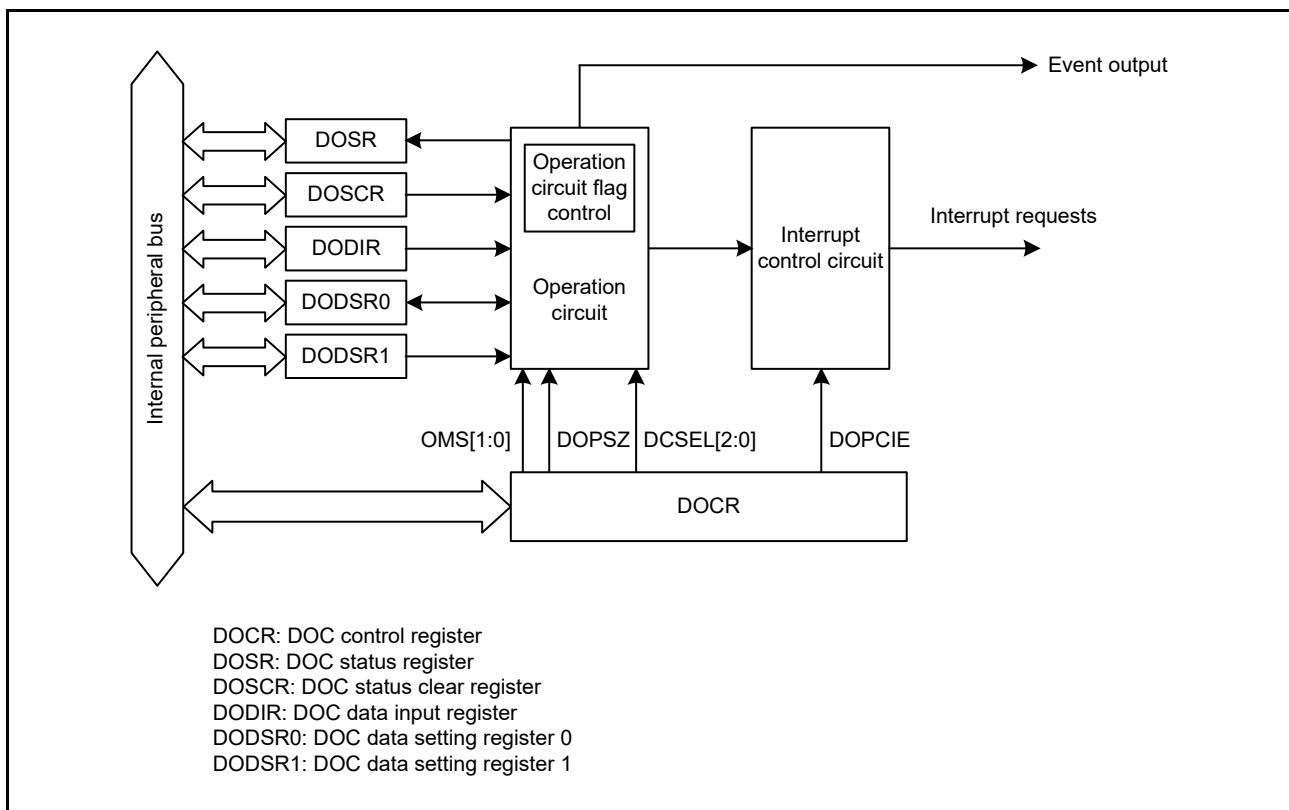 Event output
Internal peripheral bus
DOSR
DOSCR
DODIR
DODSR0
DODSR1
Operation
circuit flag
control
Operation
circuit
Interrupt
control circuit
Interrupt requests
OMS[1:0]
DOPSZ
DCSEL[2:0]
DOPCIE
DOCR
DOCR: DOC control register
DOSR: DOC status register
DOSCR: DOC status clear register
DODIR: DOC data input register
DODSR0: DOC data setting register 0
DODSR1: DOC data setting register 1